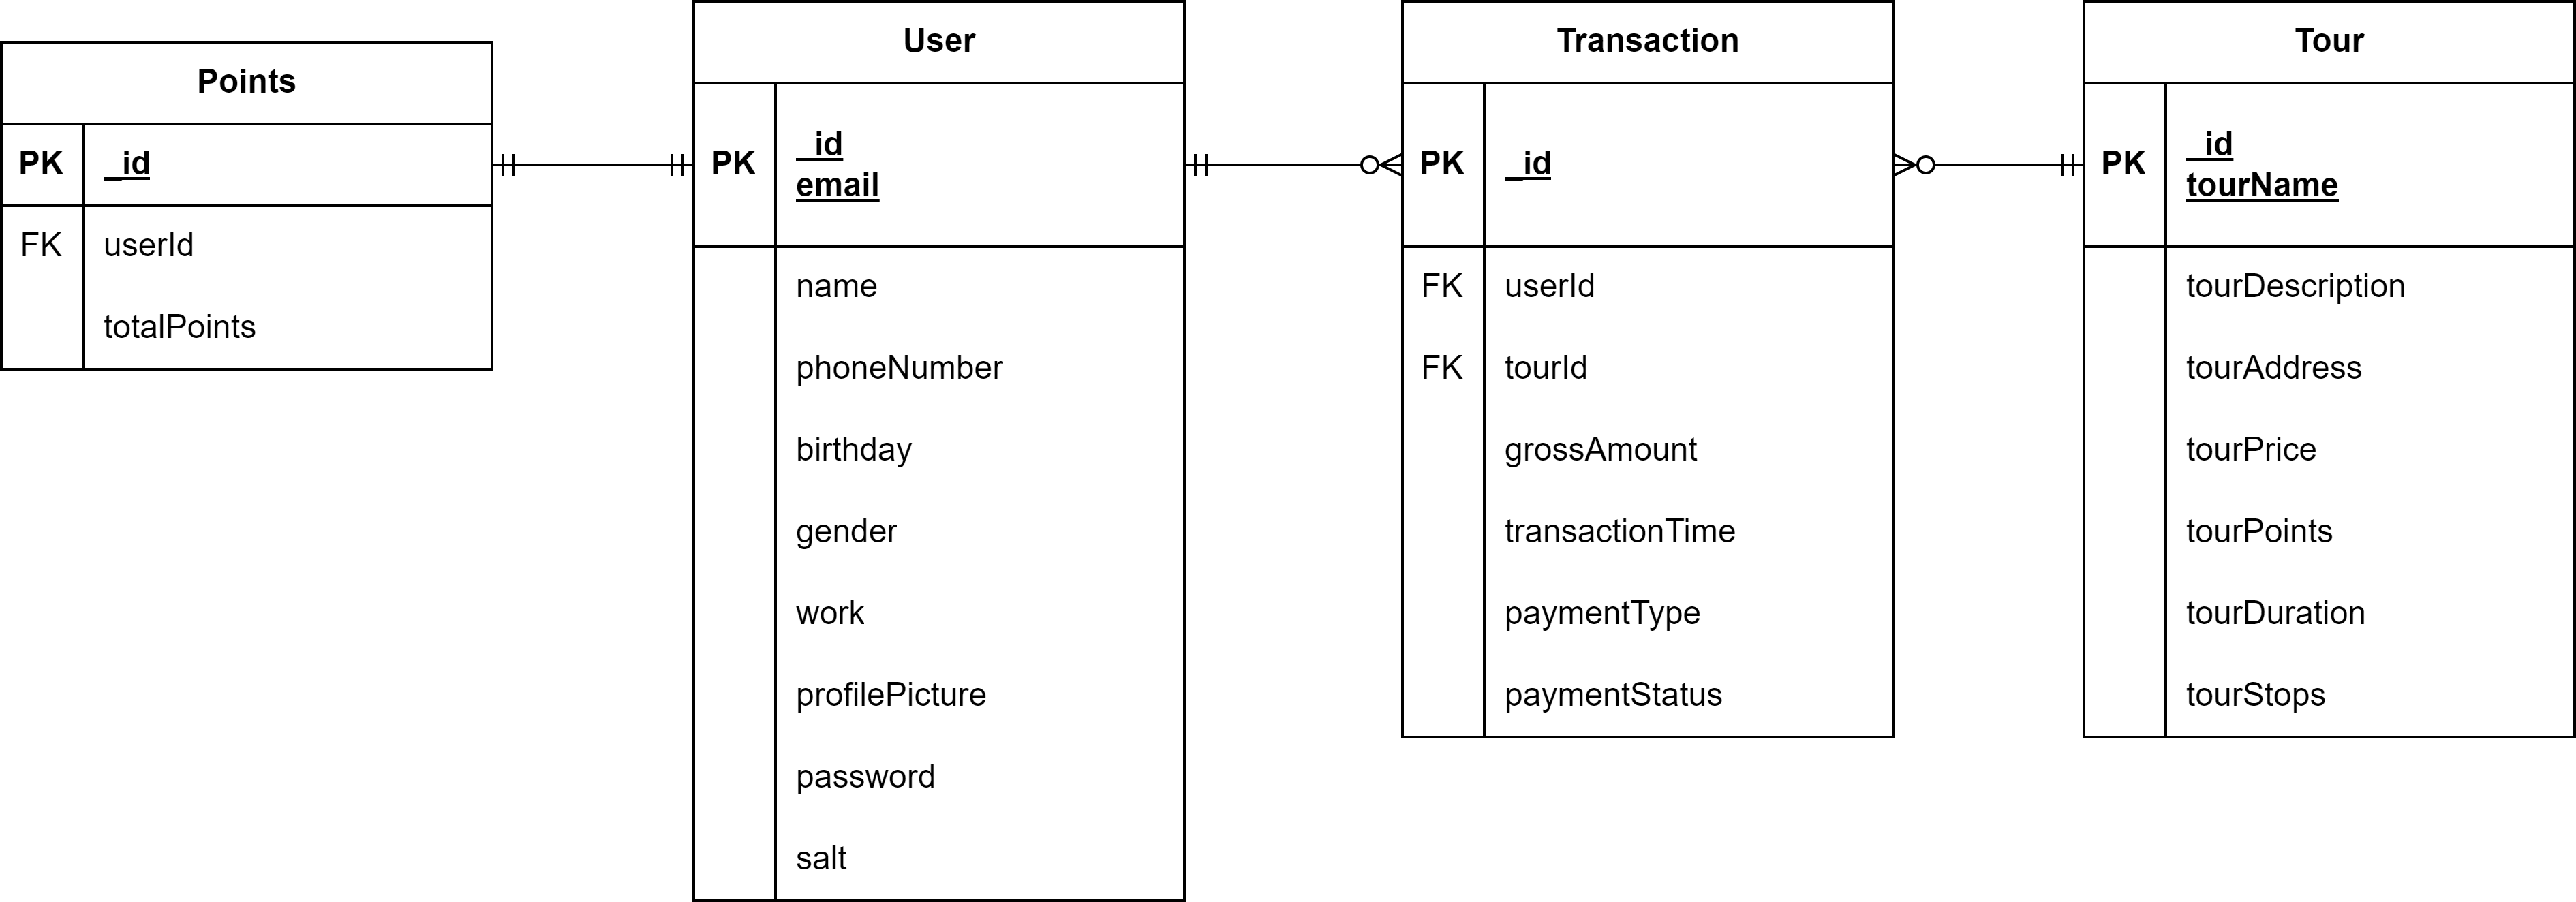 Points
PK _id
FK userId
totalPoints
User
PK _id
email
name
phoneNumber
birthday
gender
work
profilePicture
password
salt
Transaction
PK _id
FK userId
FK tourId
grossAmount
transactionTime
paymentType
paymentStatus
Tour
PK _id
tourName
tourDescription
tourAddress
tourPrice
tourPoints
tourDuration
tourStops